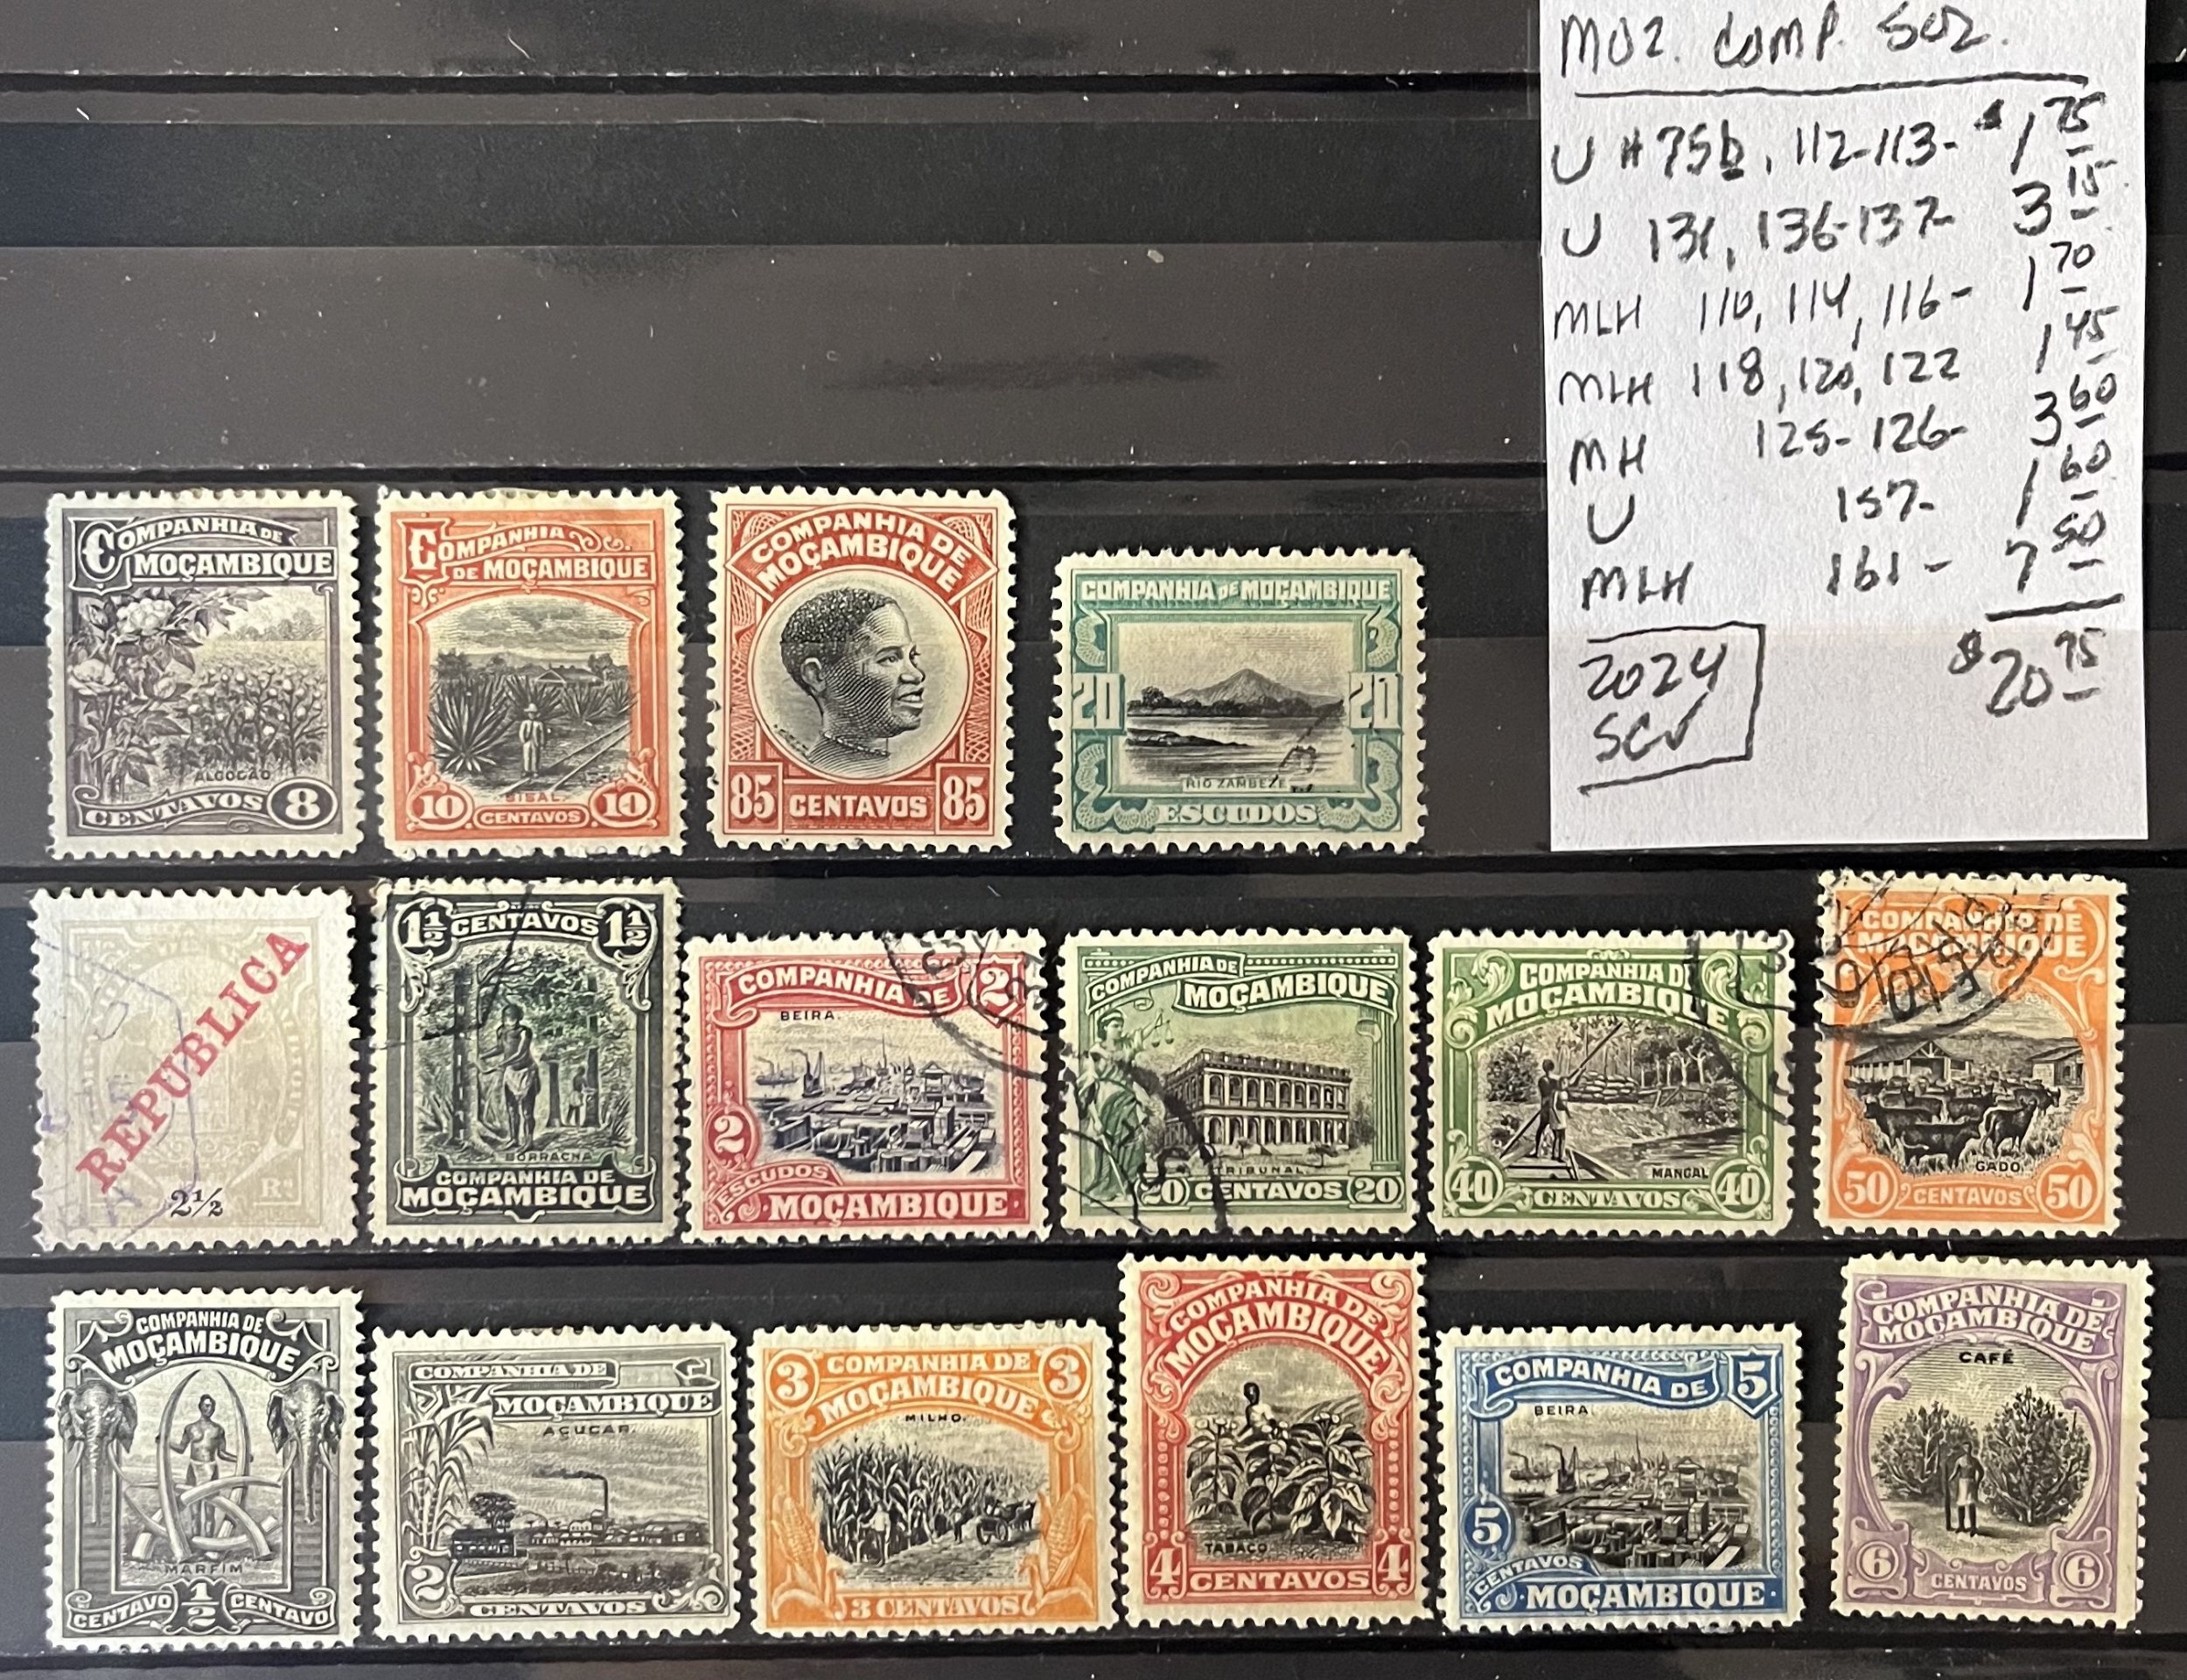 MOZ. COMP. SOZ.
U # 75b, 112-113- $1 75
U 131, 136-137- 3 15
MLH 110, 114, 116- 1 70
MLH 118, 120, 122 1 45
MH 125-126- 3 60
U 157- 1 60
MLH 161- 7 50
$20 75
2024
SCV
COMPANHIA DE
MOÇAMBIQUE
ALGODÃO
CENTAVOS 8
COMPANHIA
DE MOÇAMBIQUE
SISAL
10 CENTAVOS 10
COMPANHIA DE
MOÇAMBIQUE
85 CENTAVOS 85
COMPANHIA DE MOÇAMBIQUE
20 20
RIO ZAMBEZE
ESCUDOS
REPUBLICA
2½ Rs
1½ CENTAVOS 1½
BORRACHA
COMPANHIA DE
MOÇAMBIQUE
COMPANHIA DE 2
BEIRA
2
ESCUDOS
MOÇAMBIQUE
COMPANHIA DE
MOÇAMBIQUE
TRIBUNAL
20 CENTAVOS 20
COMPANHIA DE
MOÇAMBIQUE
MANGAL
40 CENTAVOS 40
COMPANHIA DE
MOÇAMBIQUE
GADO
50 CENTAVOS 50
COMPANHIA DE
MOÇAMBIQUE
MARFIM
CENTAVO ½ CENTAVO
COMPANHIA DE
MOÇAMBIQUE
AÇUCAR
2 CENTAVOS
3 COMPANHIA DE 3
MOÇAMBIQUE
MILHO
3 CENTAVOS
COMPANHIA DE
MOÇAMBIQUE
TABACO
4 CENTAVOS 4
COMPANHIA DE 5
BEIRA
5
CENTAVOS
MOÇAMBIQUE
COMPANHIA DE
MOÇAMBIQUE
CAFÉ
6 CENTAVOS 6